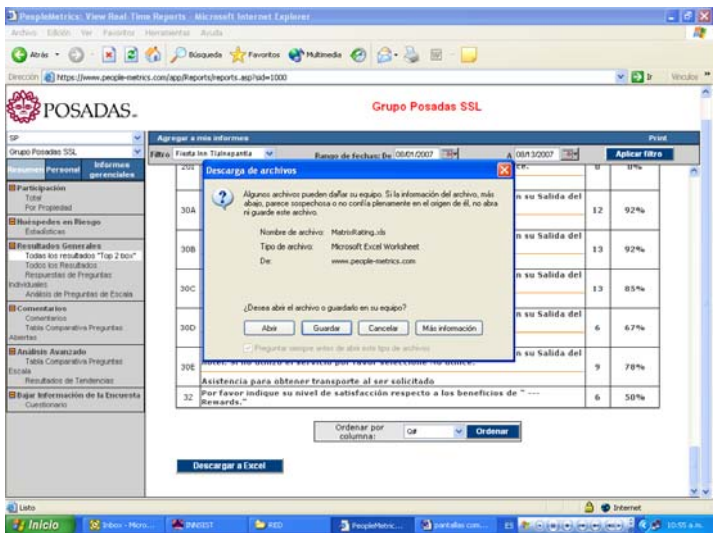 PeopleMetrics: View Real-Time Reports - Microsoft Internet Explorer
Archivo Edición Ver Favoritos Herramientas Ayuda
Atrás Búsqueda Favoritos Multimedia
Dirección https://www.people-metrics.com/app/Reports/reports.asp?sid=1000 Ir Vínculos
POSADAS. Grupo Posadas SSL
SP Agregar a mis informes Print
Grupo Posadas SSL Filtro Fiesta Inn Tlalnepantla Rango de fechas: De 08/01/2007 A 08/13/2007 Aplicar filtro
Resumen Personal Informes gerenciales
Participación
Total
Por Propiedad
Huéspedes en Riesgo
Estadísticas
Resultados Generales
Todas los resultados "Top 2 box"
Todos los Resultados
Respuestas de Preguntas
Individuales
Análisis de Preguntas de Escala
Comentarios
Comentarios
Tabla Comparativa Preguntas
Abiertas
Análisis Avanzado
Tabla Comparativa Preguntas
Escala
Resultados de Tendencias
Bajar Información de la Encuesta
Cuestionario
Descarga de archivos
Algunos archivos pueden dañar su equipo. Si la información del archivo, más
abajo, parece sospechosa o no confía plenamente en el origen de él, no abra
ni guarde este archivo.
Nombre de archivo: MatrixRating.xls
Tipo de archivo: Microsoft Excel Worksheet
De: www.people-metrics.com
¿Desea abrir el archivo o guardarlo en su equipo?
Abrir Guardar Cancelar Más información
Preguntar siempre antes de abrir este tipo de archivos
30A n su Salida del 12 92%
30B n su Salida del 13 92%
30C n su Salida del 13 85%
30D n su Salida del 6 67%
30E n su Salida del 9 78%
Asistencia para obtener transporte al ser solicitado
32 Por favor indique su nivel de satisfacción respecto a los beneficios de " ---
Rewards." 6 50%
Ordenar por
columna: Q# Ordenar
Descargar a Excel
Listo Internet
Inicio Inbox - Micro... INNSIST RED PeopleMetric... pantallas com... ES 10:55 a.m.